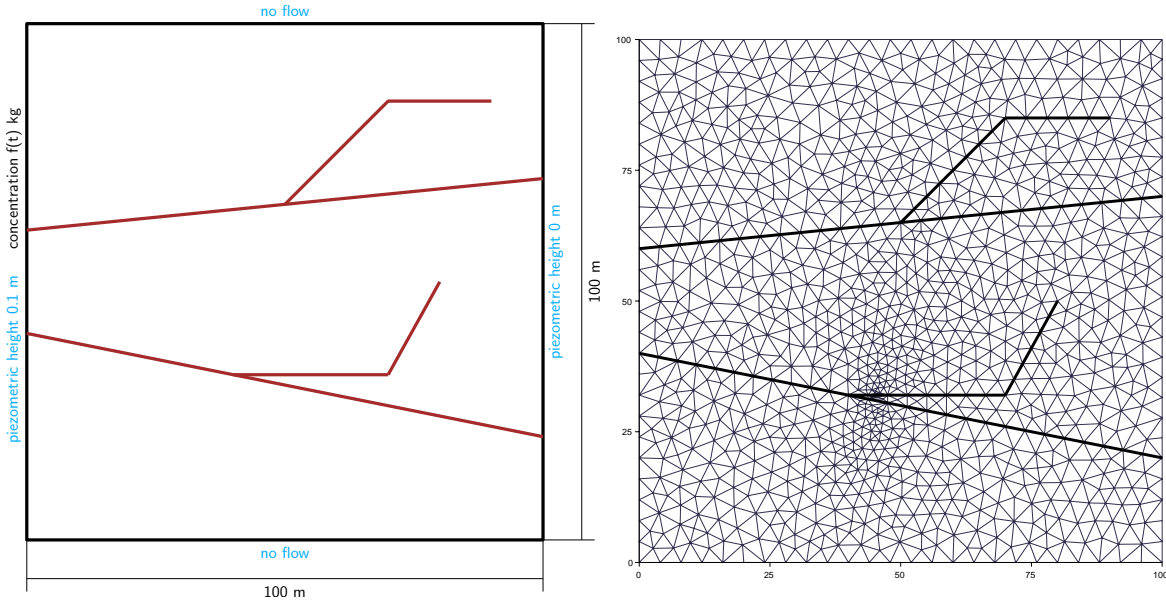 no flow
concentration f(t) kg
piezometric height 0.1 m
piezometric height 0 m
100 m
no flow
100 m
100
75
50
25
0
0
25
50
75
100